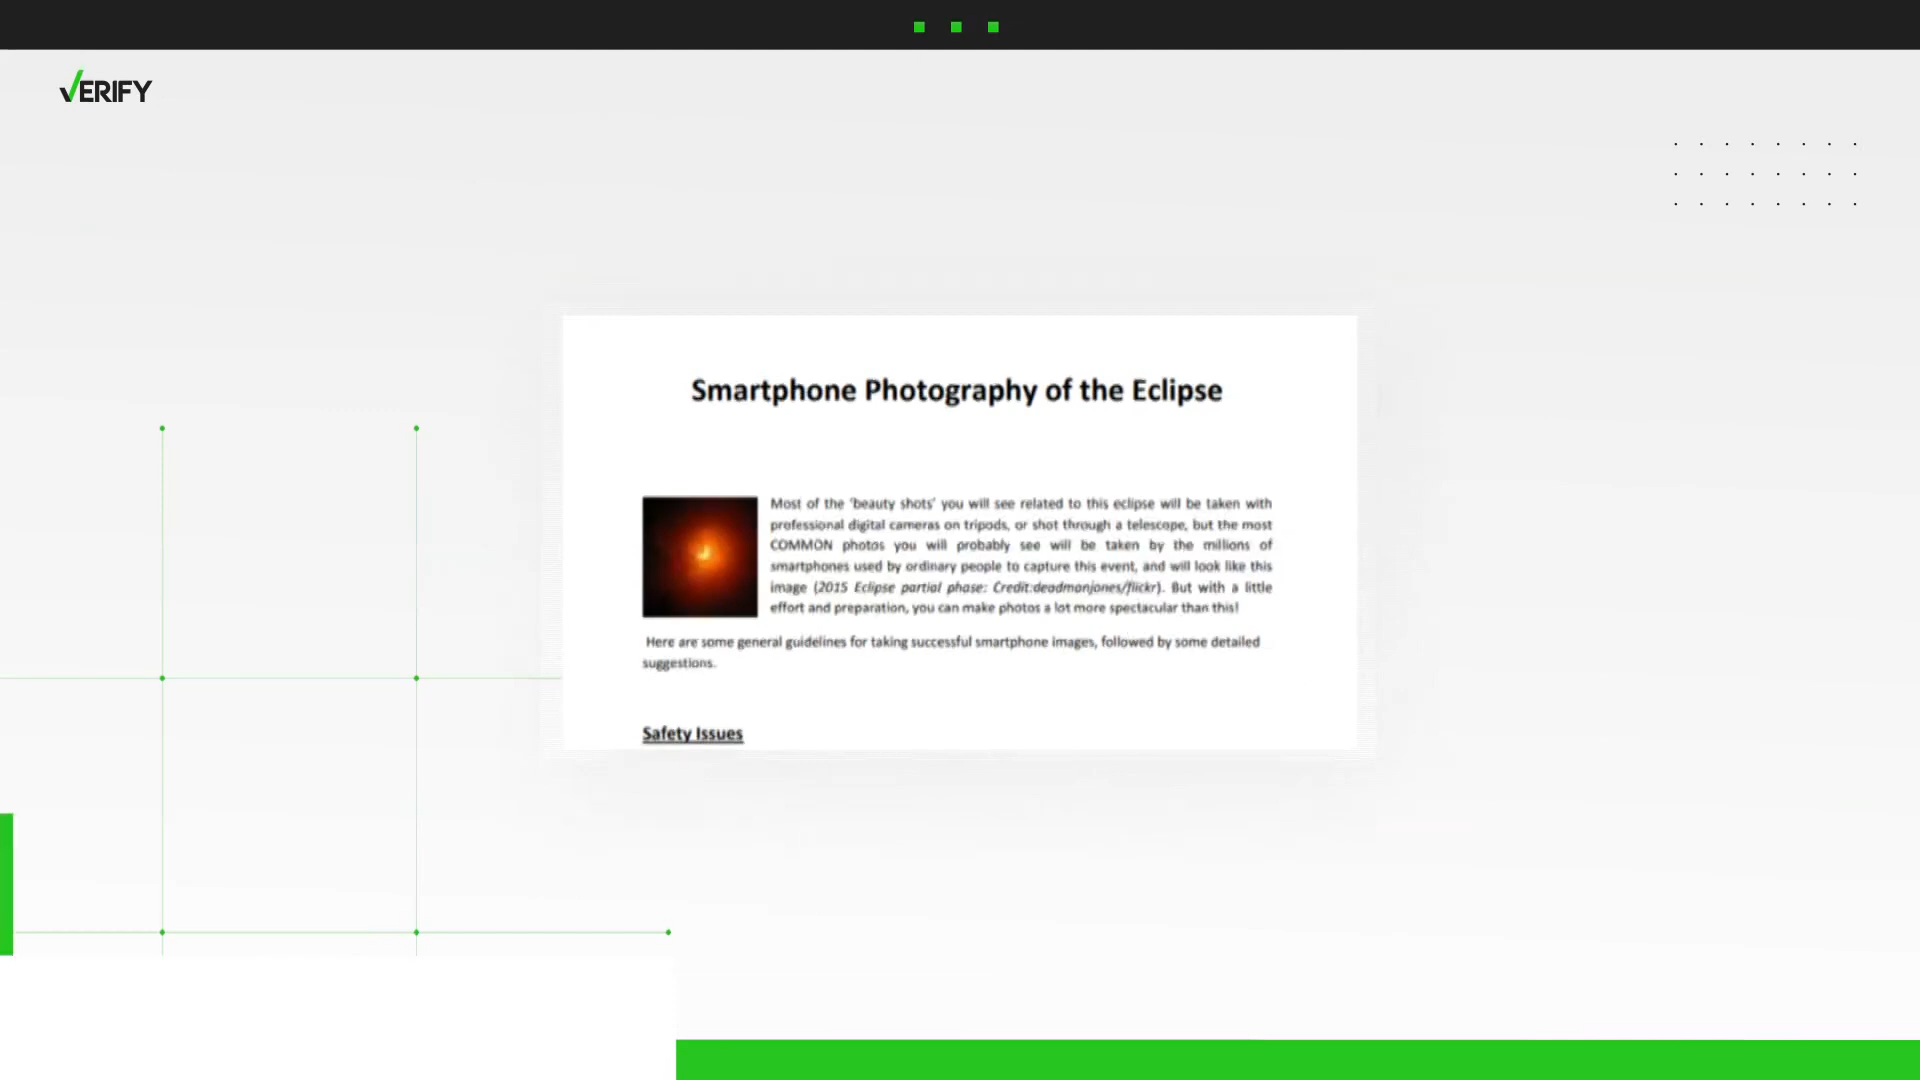 VERIFY
Smartphone Photography of the Eclipse
Most of the ‘beauty shots’ you will see related to this eclipse will be taken with
professional digital cameras on tripods, or shot through a telescope, but the most
COMMON photos you will probably see will be taken by the millions of
smartphones used by ordinary people to capture this event, and will look like this
image (2015 Eclipse partial phase: Credit:deadmanjones/flickr). But with a little
effort and preparation, you can make photos a lot more spectacular than this!
Here are some general guidelines for taking successful smartphone images, followed by some detailed
suggestions.
Safety Issues